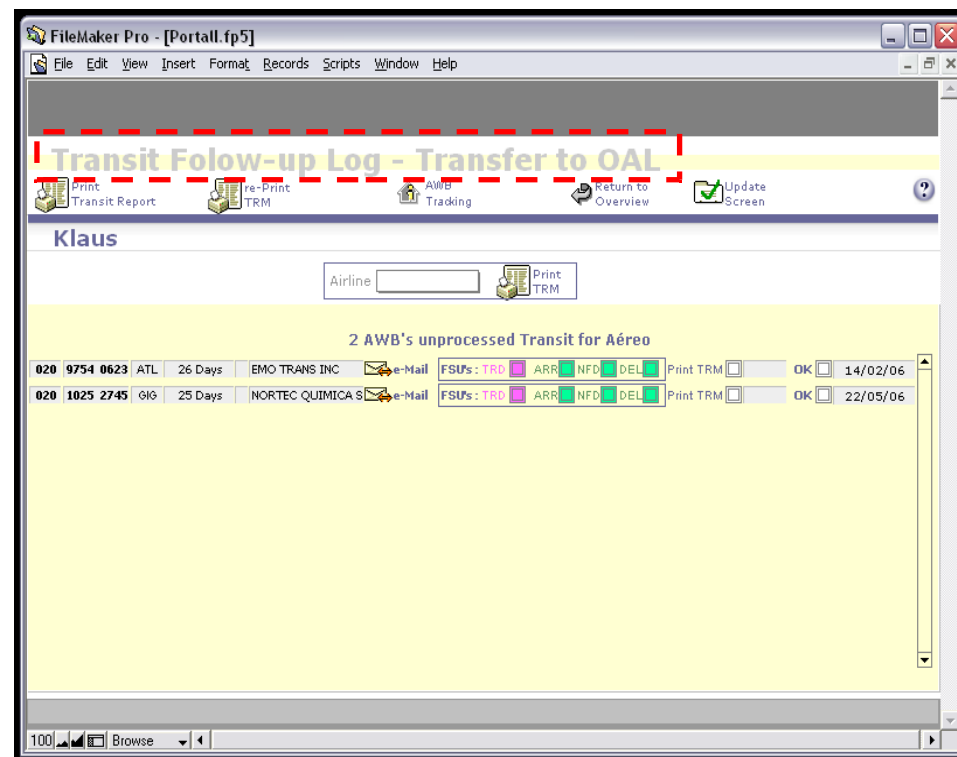 FileMaker Pro - [Portall.fp5]
File Edit View Insert Format Records Scripts Window Help
Transit Folow-up Log - Transfer to OAL
Print Transit Report
re-Print TRM
AWB Tracking
Return to Overview
Update Screen
?
Klaus
Airline
Print TRM
2 AWB's unprocessed Transit for Aéreo
020 9754 0623 ATL 26 Days EMO TRANS INC e-Mail FSU's: TRD ARR NFD DEL Print TRM OK 14/02/06
020 1025 2745 GIG 25 Days NORTEC QUIMICA S e-Mail FSU's: TRD ARR NFD DEL Print TRM OK 22/05/06
100 Browse